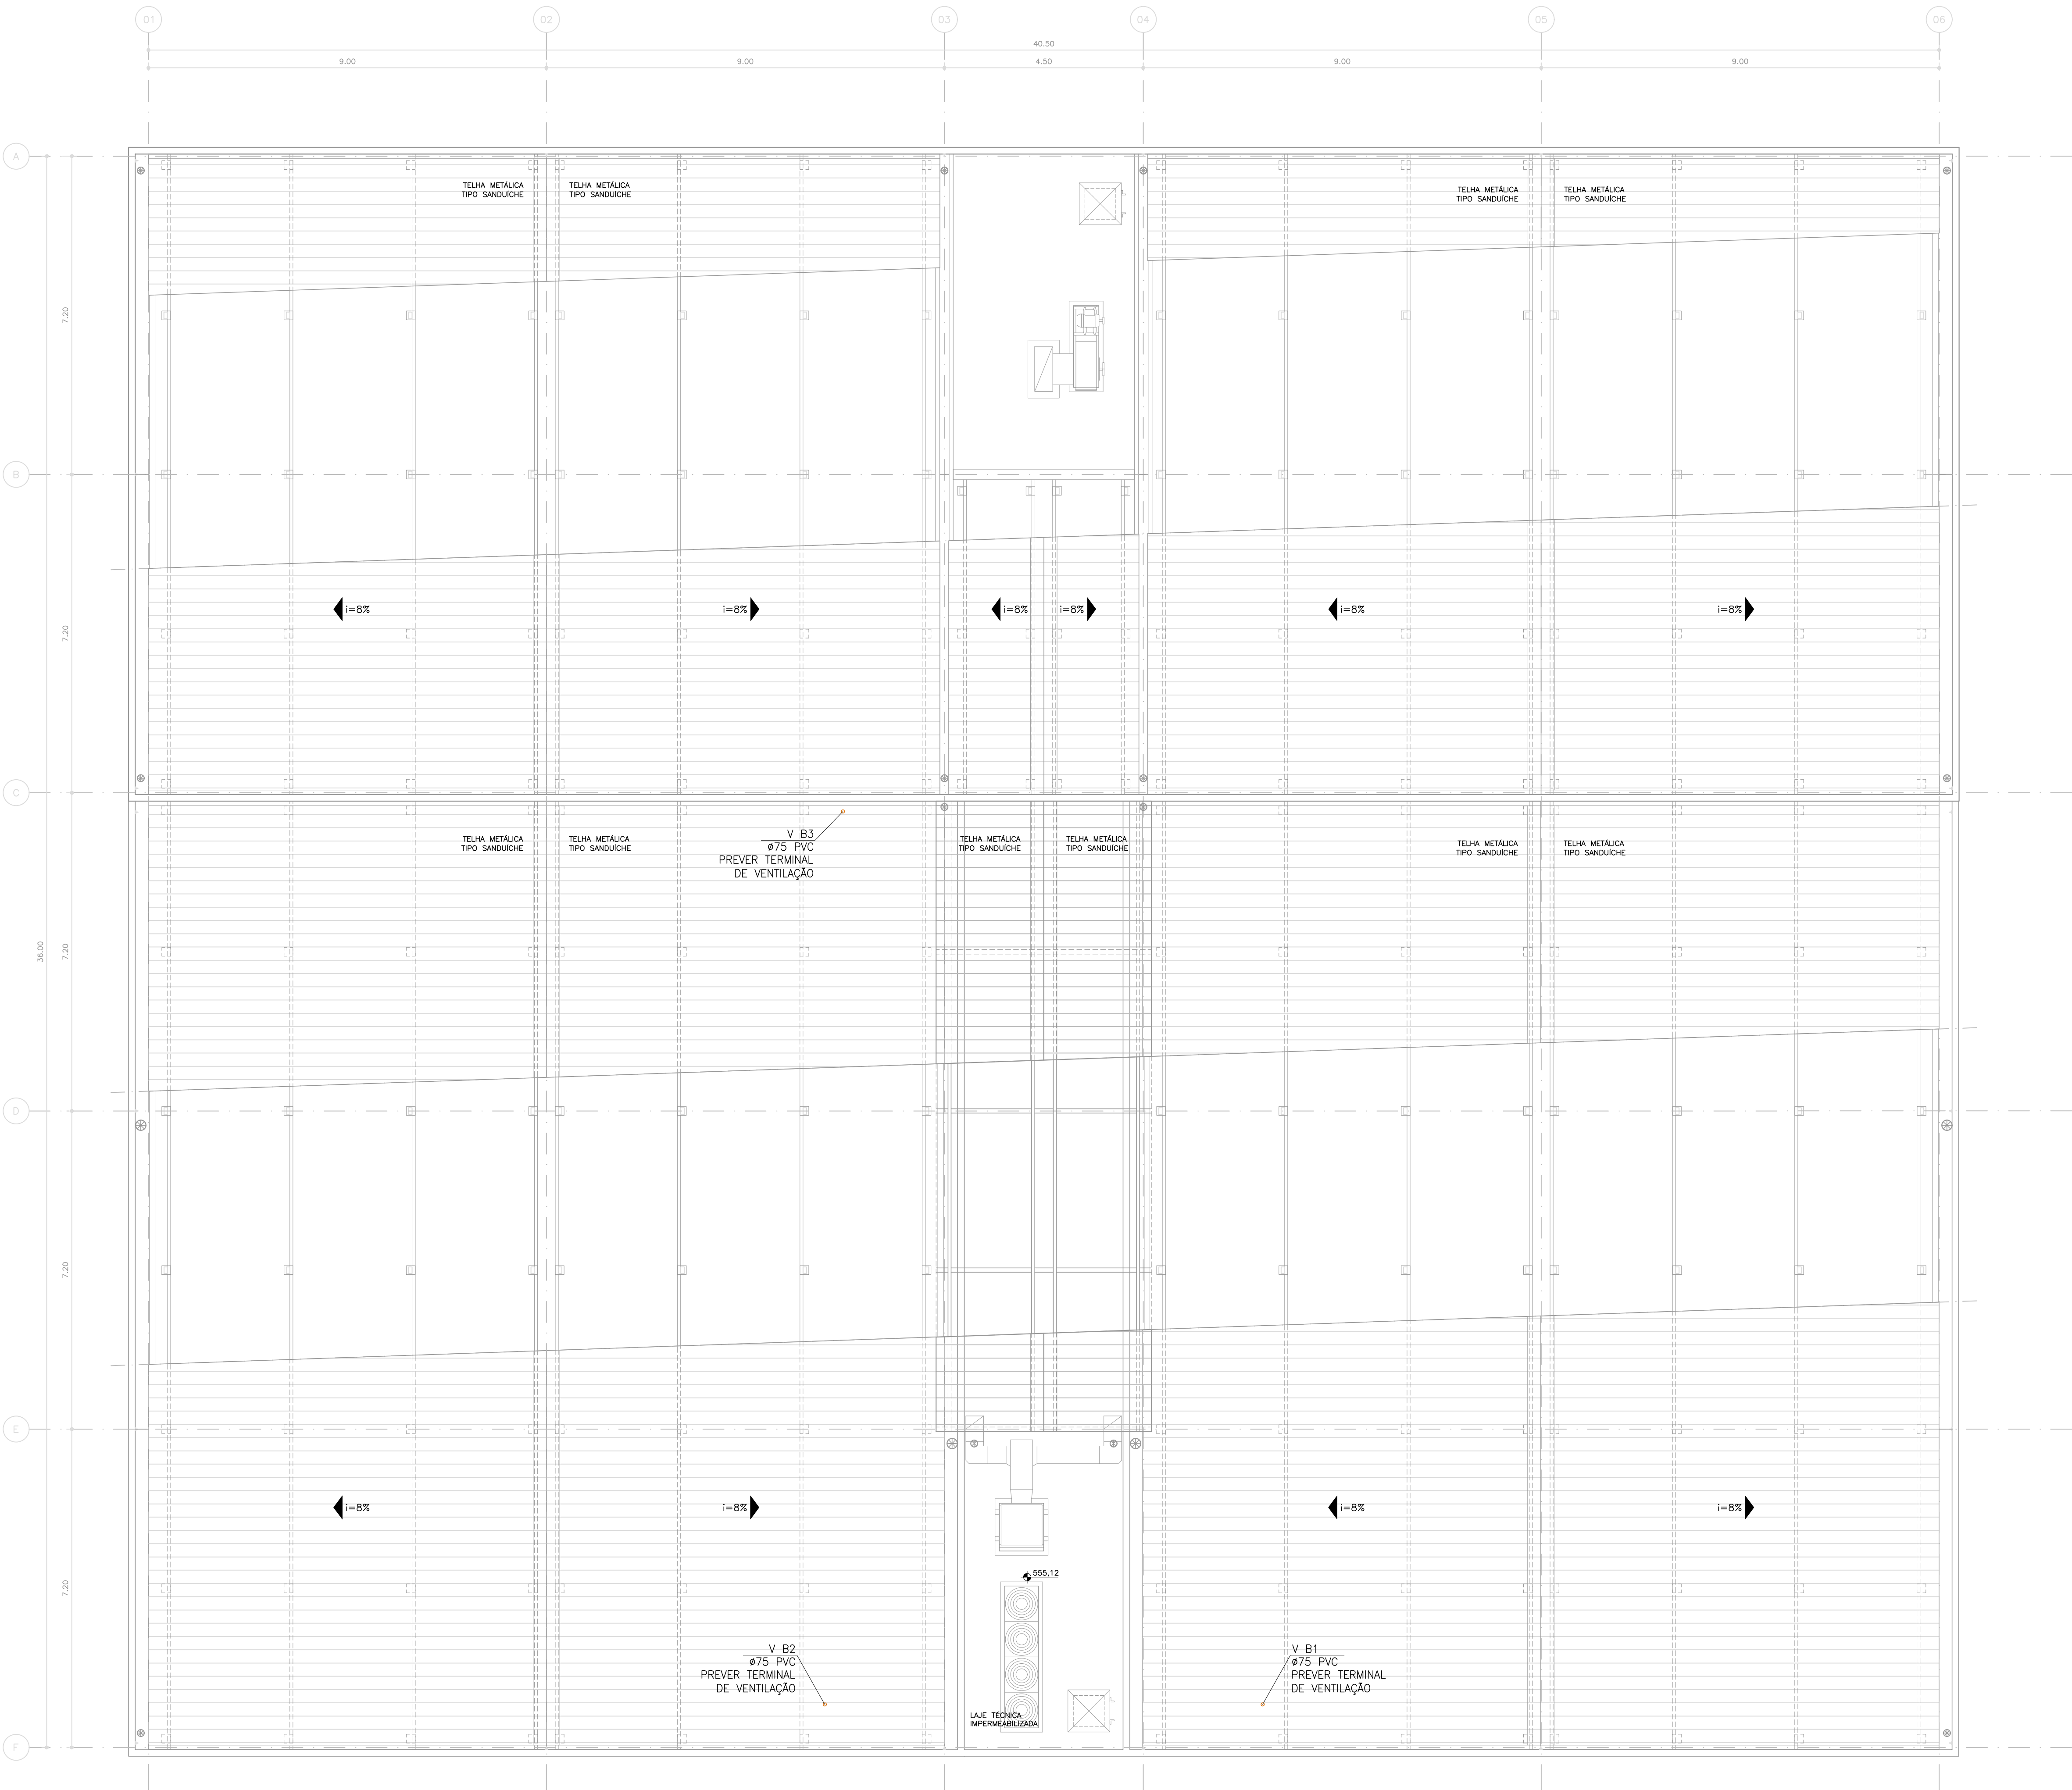 01
02
03
04
05
06
40.50
9.00
9.00
4.50
9.00
9.00
A
TELHA METÁLICA
TIPO SANDUÍCHE
TELHA METÁLICA
TIPO SANDUÍCHE
TELHA METÁLICA
TIPO SANDUÍCHE
TELHA METÁLICA
TIPO SANDUÍCHE
7.20
B
i=8%
i=8%
i=8%
i=8%
i=8%
i=8%
7.20
C
V B3
Ø75 PVC
PREVER TERMINAL
DE VENTILAÇÃO
TELHA METÁLICA
TIPO SANDUÍCHE
TELHA METÁLICA
TIPO SANDUÍCHE
TELHA METÁLICA
TIPO SANDUÍCHE
TELHA METÁLICA
TIPO SANDUÍCHE
TELHA METÁLICA
TIPO SANDUÍCHE
TELHA METÁLICA
TIPO SANDUÍCHE
36.00
7.20
D
7.20
E
i=8%
i=8%
i=8%
i=8%
555,12
7.20
V B2
Ø75 PVC
PREVER TERMINAL
DE VENTILAÇÃO
V B1
Ø75 PVC
PREVER TERMINAL
DE VENTILAÇÃO
LAJE TÉCNICA
IMPERMEABILIZADA
F